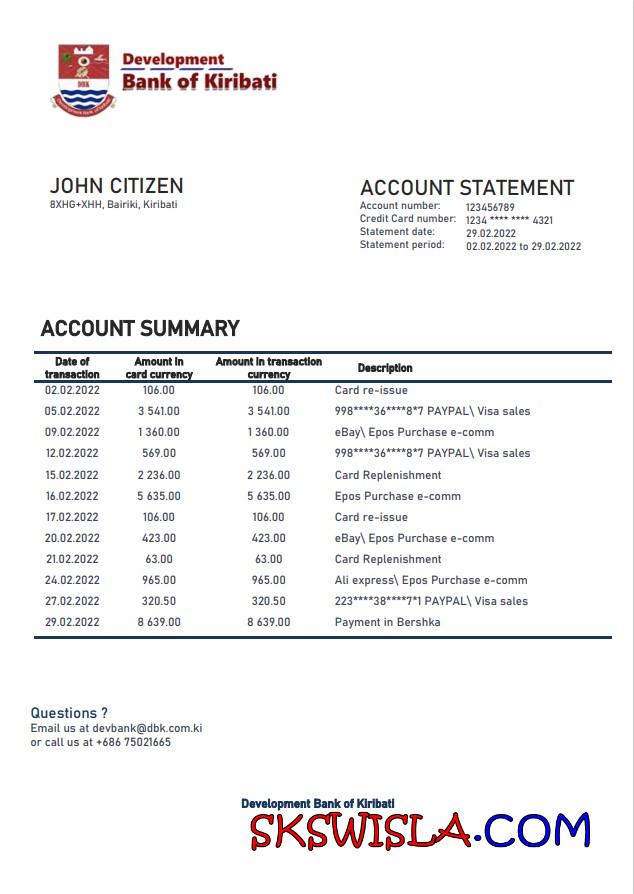 Development
Bank of Kiribati
DBK
JOHN CITIZEN
8XHG+XHH, Bairiki, Kiribati
ACCOUNT STATEMENT
Account number: 123456789
Credit Card number: 1234 **** **** 4321
Statement date: 29.02.2022
Statement period: 02.02.2022 to 29.02.2022
ACCOUNT SUMMARY
Date of transaction Amount in card currency Amount in transaction currency Description
02.02.2022 106.00 106.00 Card re-issue
05.02.2022 3 541.00 3 541.00 998****36****8*7 PAYPAL\ Visa sales
09.02.2022 1 360.00 1 360.00 eBay\ Epos Purchase e-comm
12.02.2022 569.00 569.00 998****36****8*7 PAYPAL\ Visa sales
15.02.2022 2 236.00 2 236.00 Card Replenishment
16.02.2022 5 635.00 5 635.00 Epos Purchase e-comm
17.02.2022 106.00 106.00 Card re-issue
20.02.2022 423.00 423.00 eBay\ Epos Purchase e-comm
21.02.2022 63.00 63.00 Card Replenishment
24.02.2022 965.00 965.00 Ali express\ Epos Purchase e-comm
27.02.2022 320.50 320.50 223****38****7*1 PAYPAL\ Visa sales
29.02.2022 8 639.00 8 639.00 Payment in Bershka
Questions ?
Email us at devbank@dbk.com.ki
or call us at +686 75021665
Development Bank of Kiribati
SKSWISLA.COM